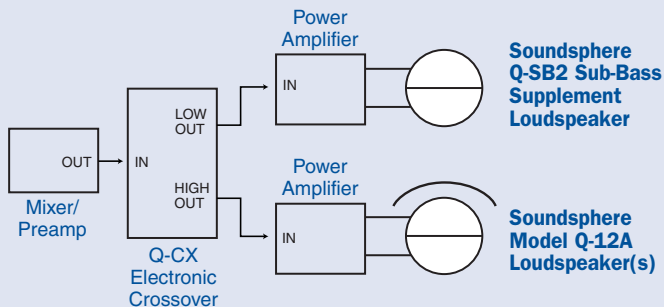 Power
Amplifier
IN
Soundsphere
Q-SB2 Sub-Bass
Supplement
Loudspeaker
LOW
OUT
OUT
IN
HIGH
OUT
Mixer/
Preamp
Q-CX
Electronic
Crossover
Power
Amplifier
IN
Soundsphere
Model Q-12A
Loudspeaker(s)